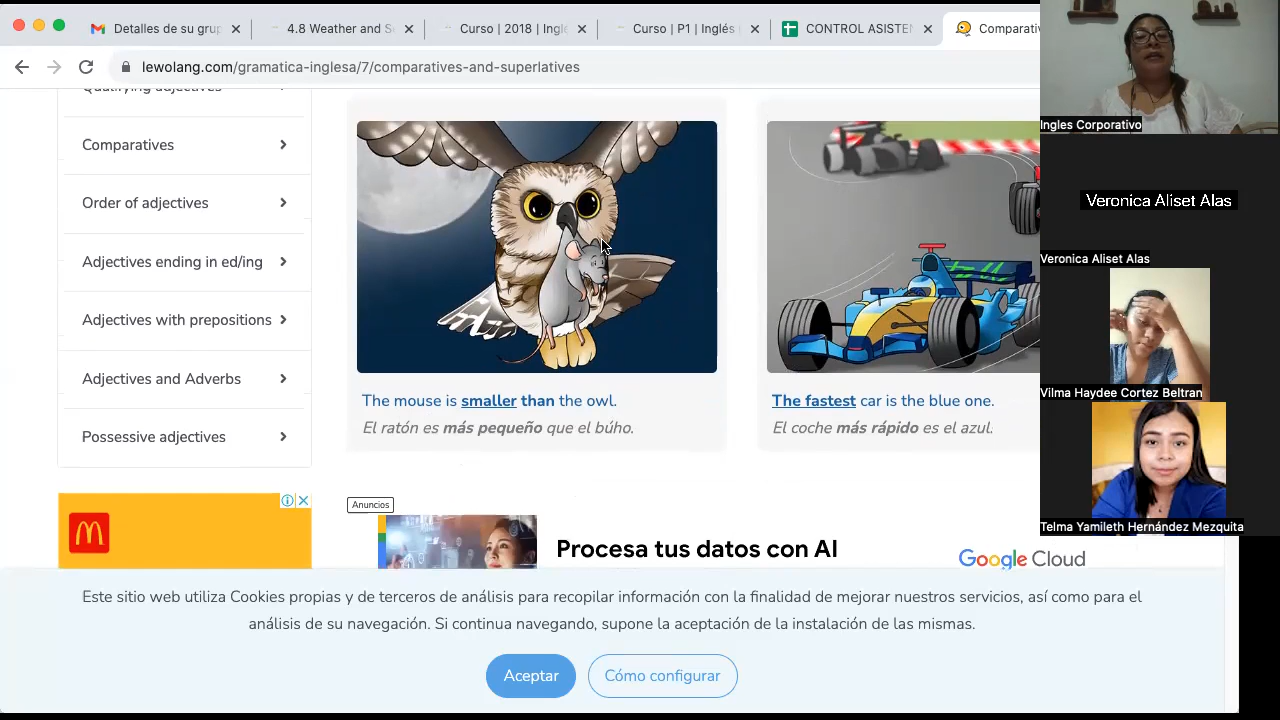 Detalles de su grup
4.8 Weather and Se
Curso | 2018 | Ingle
Curso | P1 | Inglés
CONTROL ASISTEN
Comparativ
lewolang.com/gramatica-inglesa/7/comparatives-and-superlatives
Qualifying adjectives
Comparatives
Order of adjectives
Adjectives ending in ed/ing
Adjectives with prepositions
Adjectives and Adverbs
Possessive adjectives
The mouse is smaller than the owl.
El ratón es más pequeño que el búho.
The fastest car is the blue one.
El coche más rápido es el azul.
Anuncios
Procesa tus datos con AI
Google Cloud
Este sitio web utiliza Cookies propias y de terceros de análisis para recopilar información con la finalidad de mejorar nuestros servicios, así como para el
análisis de su navegación. Si continua navegando, supone la aceptación de la instalación de las mismas.
Aceptar
Cómo configurar
Ingles Corporativo
Veronica Aliset Alas
Veronica Aliset Alas
Vilma Haydee Cortez Beltran
Telma Yamileth Hernández Mezquita